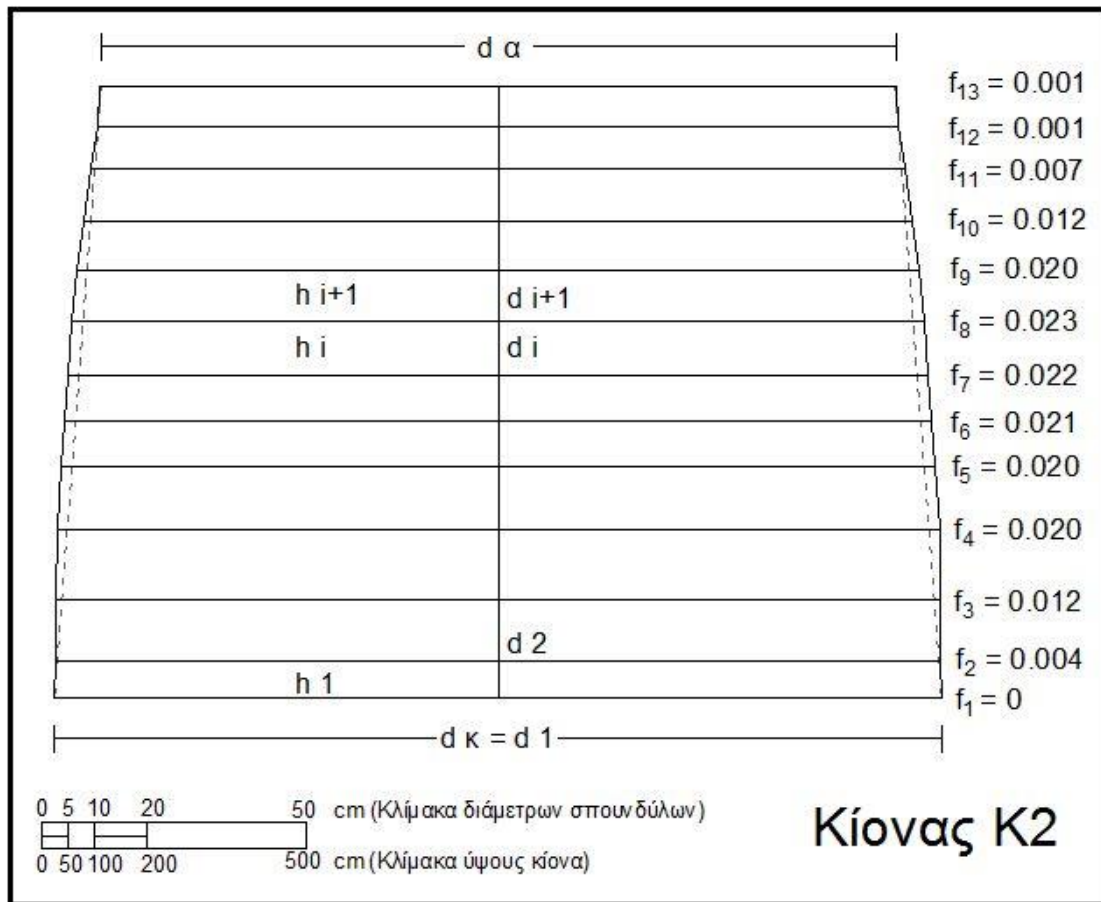 d α
f13 = 0.001
f12 = 0.001
f11 = 0.007
f10 = 0.012
f9 = 0.020
h i+1 d i+1
f8 = 0.023
h i d i
f7 = 0.022
f6 = 0.021
f5 = 0.020
f4 = 0.020
f3 = 0.012
d 2
f2 = 0.004
h 1
f1 = 0
d κ = d 1
0 5 10 20 50 cm (Κλίμακα διάμετρων σπουνδύλων)
0 50 100 200 500 cm (Κλίμακα ύψους κίονα)
Κίονας Κ2